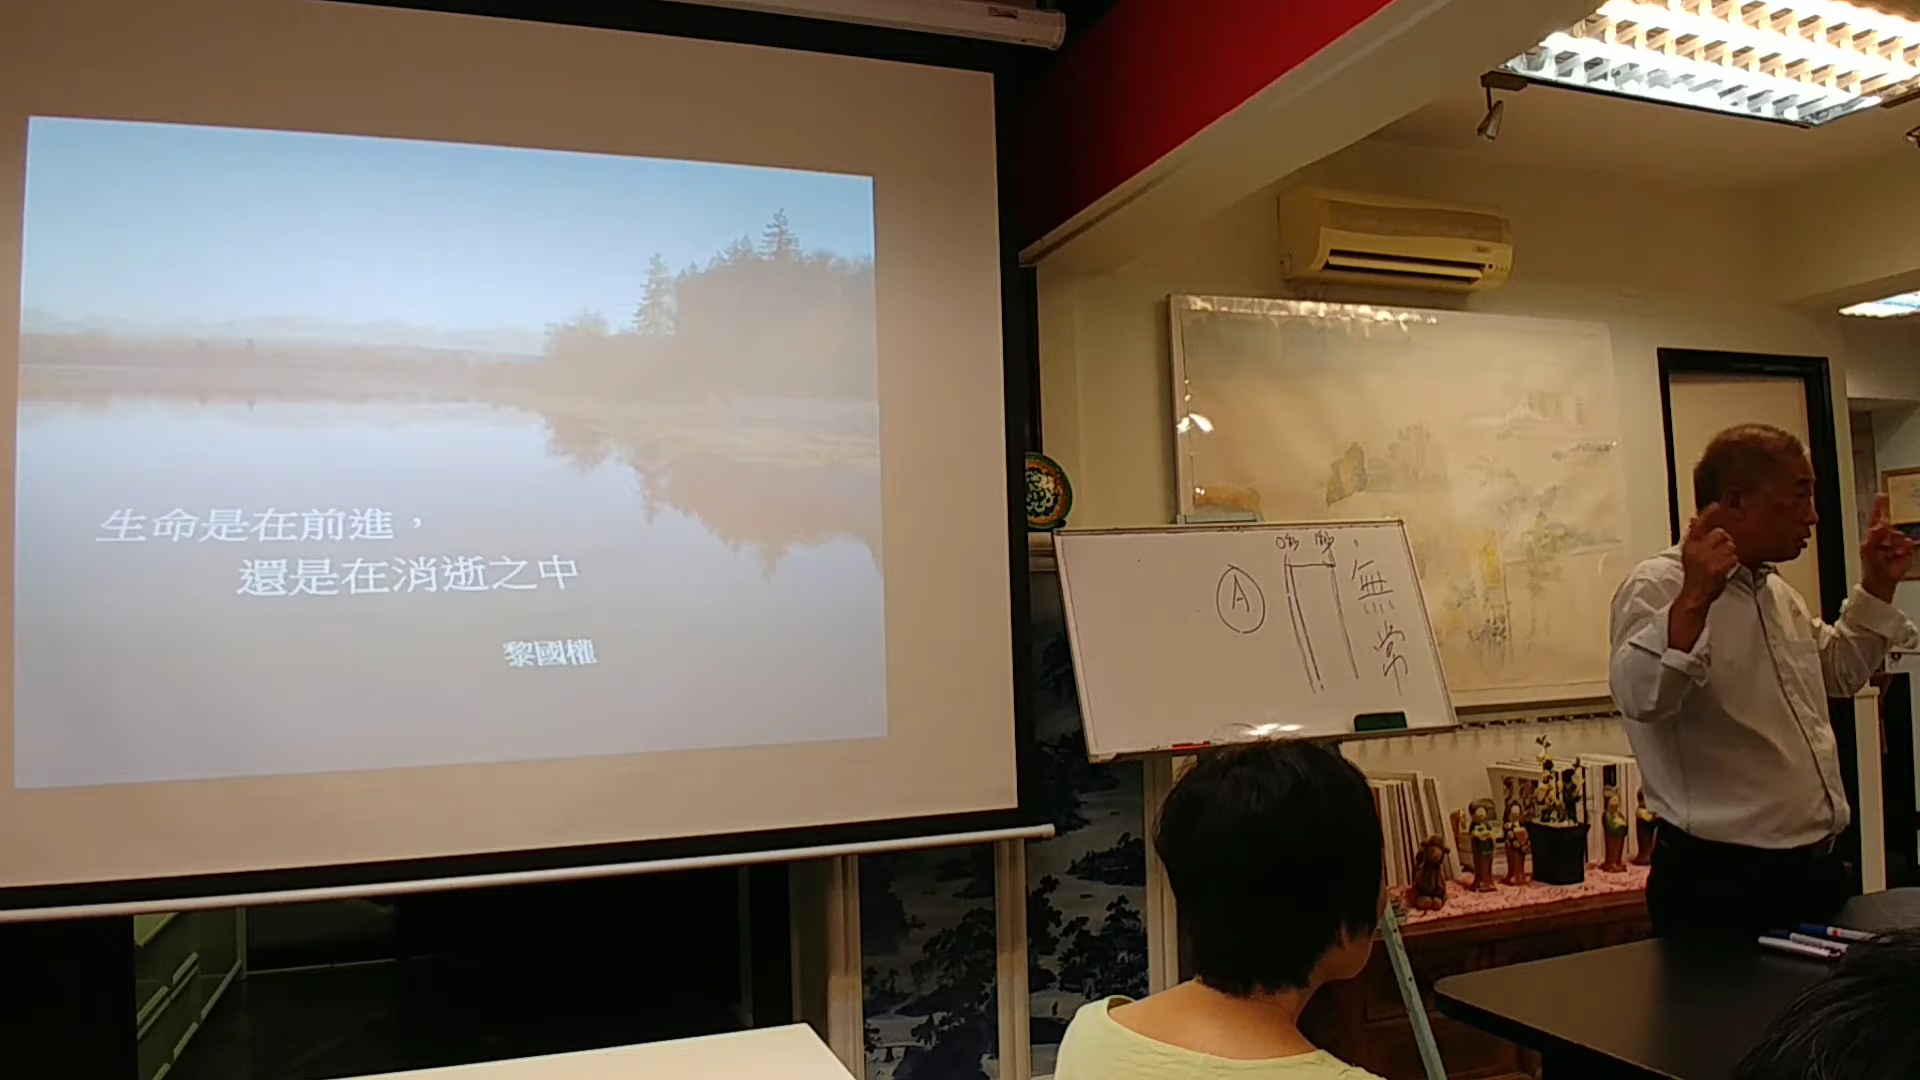 生命是在前進，
還是在消逝之中
黎國權
A
無
常